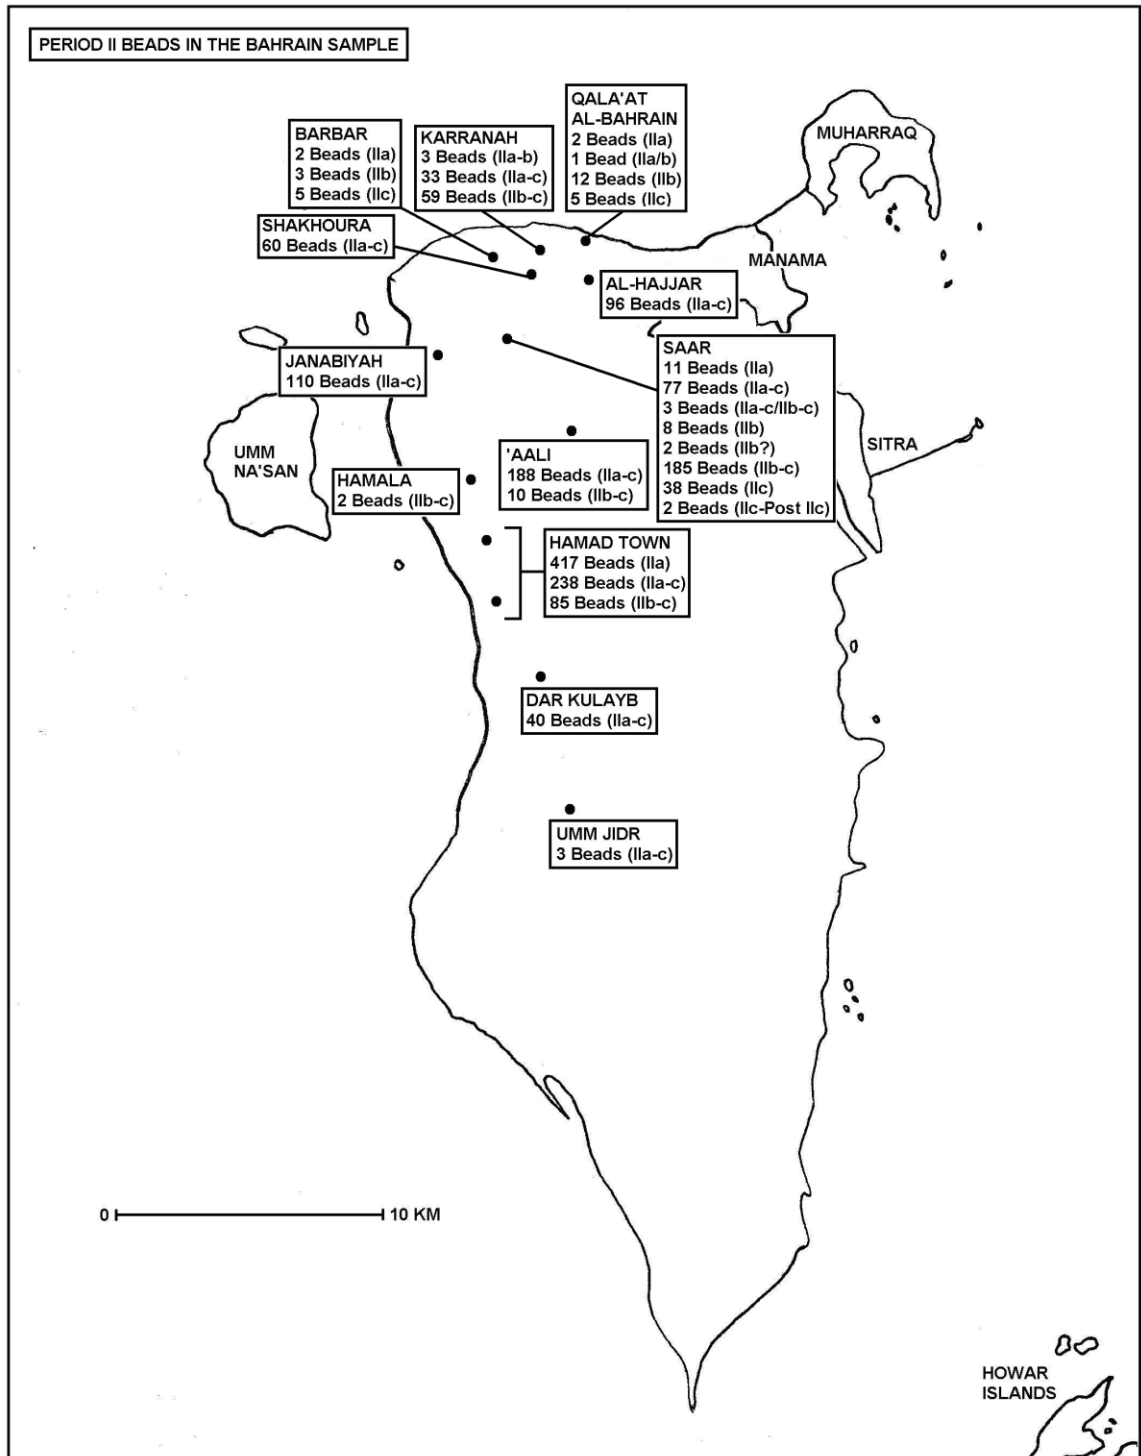 PERIOD II BEADS IN THE BAHRAIN SAMPLE
QALA'AT
AL-BAHRAIN
2 Beads (IIa)
1 Bead (IIa/b)
12 Beads (IIb)
5 Beads (IIc)
MUHARRAQ
BARBAR
2 Beads (IIa)
3 Beads (IIb)
5 Beads (IIc)
KARRANAH
3 Beads (IIa-b)
33 Beads (IIa-c)
59 Beads (IIb-c)
SHAKHOURA
60 Beads (IIa-c)
MANAMA
AL-HAJJAR
96 Beads (IIa-c)
JANABIYAH
110 Beads (IIa-c)
SAAR
11 Beads (IIa)
77 Beads (IIa-c)
3 Beads (IIa-c/IIb-c)
8 Beads (IIb)
2 Beads (IIb?)
185 Beads (IIb-c)
38 Beads (IIc)
2 Beads (IIc-Post IIc)
UMM
NA'SAN
'AALI
188 Beads (IIa-c)
10 Beads (IIb-c)
SITRA
HAMALA
2 Beads (IIb-c)
HAMAD TOWN
417 Beads (IIa)
238 Beads (IIa-c)
85 Beads (IIb-c)
DAR KULAYB
40 Beads (IIa-c)
UMM JIDR
3 Beads (IIa-c)
0 10 KM
HOWAR
ISLANDS